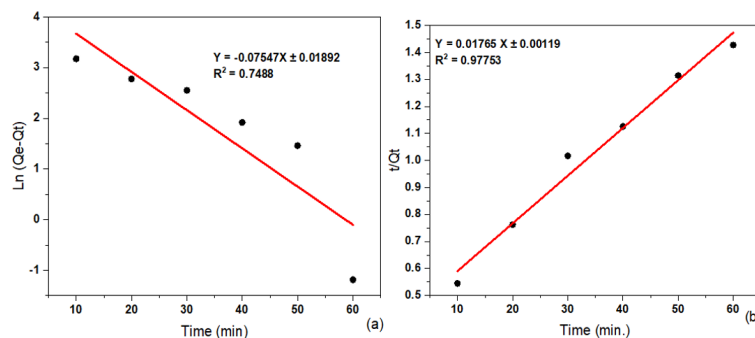 4
3
2
1
0
-1
Ln (Qe-Qt)
Y = -0.07547X ± 0.01892
R² = 0.7488
10 20 30 40 50 60
Time (min)
(a)
1.5
1.4
1.3
1.2
1.1
1.0
0.9
0.8
0.7
0.6
0.5
t/Qt
Y = 0.01765 X ± 0.00119
R² = 0.97753
10 20 30 40 50 60
Time (min.)
(b